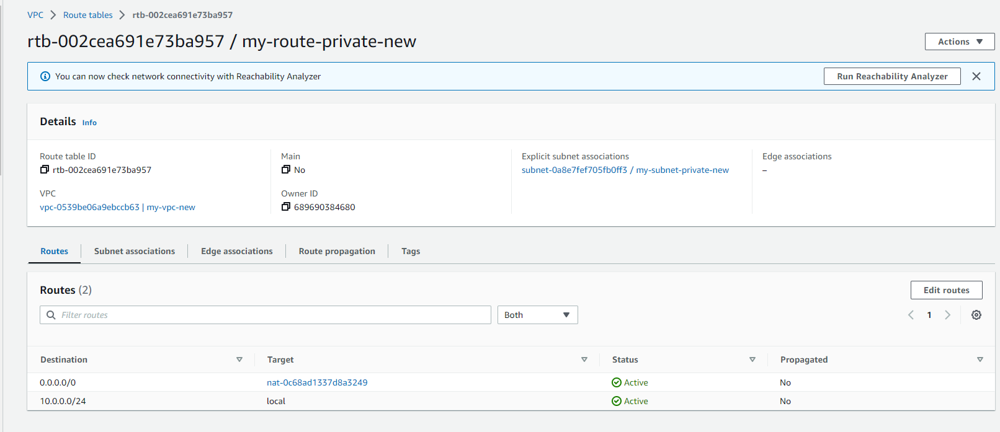 VPC > Route tables > rtb-002cea691e73ba957
rtb-002cea691e73ba957 / my-route-private-new
Actions
You can now check network connectivity with Reachability Analyzer
Run Reachability Analyzer
Details Info
Route table ID
rtb-002cea691e73ba957
Main
No
Explicit subnet associations
subnet-0a8e7fef705fb0ff3 / my-subnet-private-new
Edge associations
–
VPC
vpc-0539be06a9ebccb63 | my-vpc-new
Owner ID
689690384680
Routes Subnet associations Edge associations Route propagation Tags
Routes (2)
Edit routes
Filter routes
Both
1
Destination Target Status Propagated
0.0.0.0/0 nat-0c68ad1337d8a3249 Active No
10.0.0.0/24 local Active No